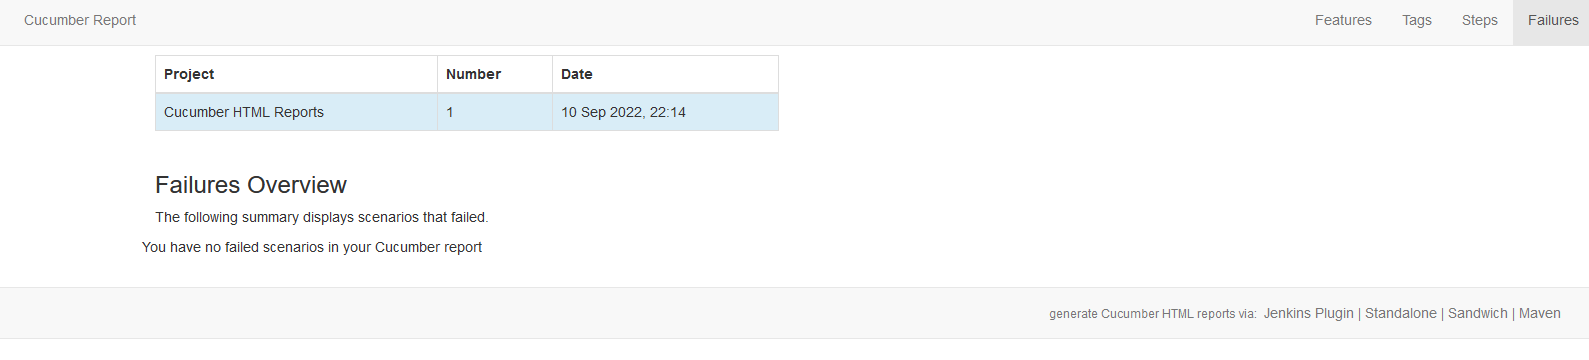 Cucumber Report Features Tags Steps Failures
Project Number Date
Cucumber HTML Reports 1 10 Sep 2022, 22:14
Failures Overview
The following summary displays scenarios that failed.
You have no failed scenarios in your Cucumber report
generate Cucumber HTML reports via: Jenkins Plugin | Standalone | Sandwich | Maven